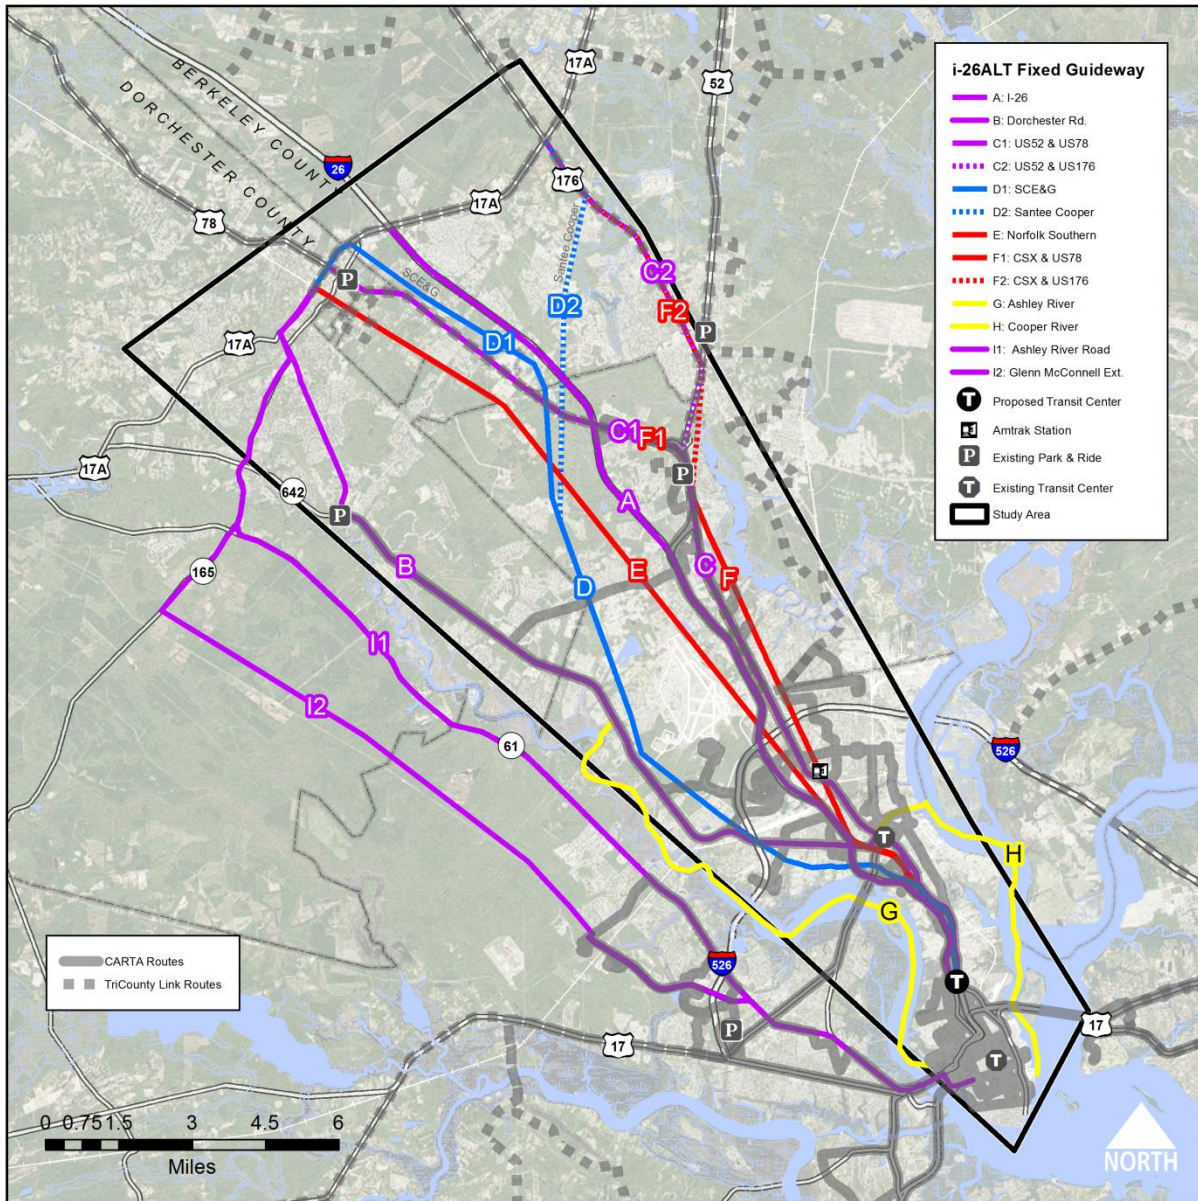 BERKELEY COUNTY
DORCHESTER COUNTY
17A
52
26
176
17A
78
Santee Cooper
SCE&G
C2
P
D2
F2
P
17A
D1
C1
F1
17A
P
642
A
P
B
C
165
E
F
D
I1
I2
61
526
T
H
G
526
T
17
P
17
T
i-26ALT Fixed Guideway
A: I-26
B: Dorchester Rd.
C1: US52 & US78
C2: US52 & US176
D1: SCE&G
D2: Santee Cooper
E: Norfolk Southern
F1: CSX & US78
F2: CSX & US176
G: Ashley River
H: Cooper River
I1: Ashley River Road
I2: Glenn McConnell Ext.
T Proposed Transit Center
Amtrak Station
P Existing Park & Ride
T Existing Transit Center
Study Area
CARTA Routes
TriCounty Link Routes
0 0.75 1.5 3 4.5 6
Miles
NORTH